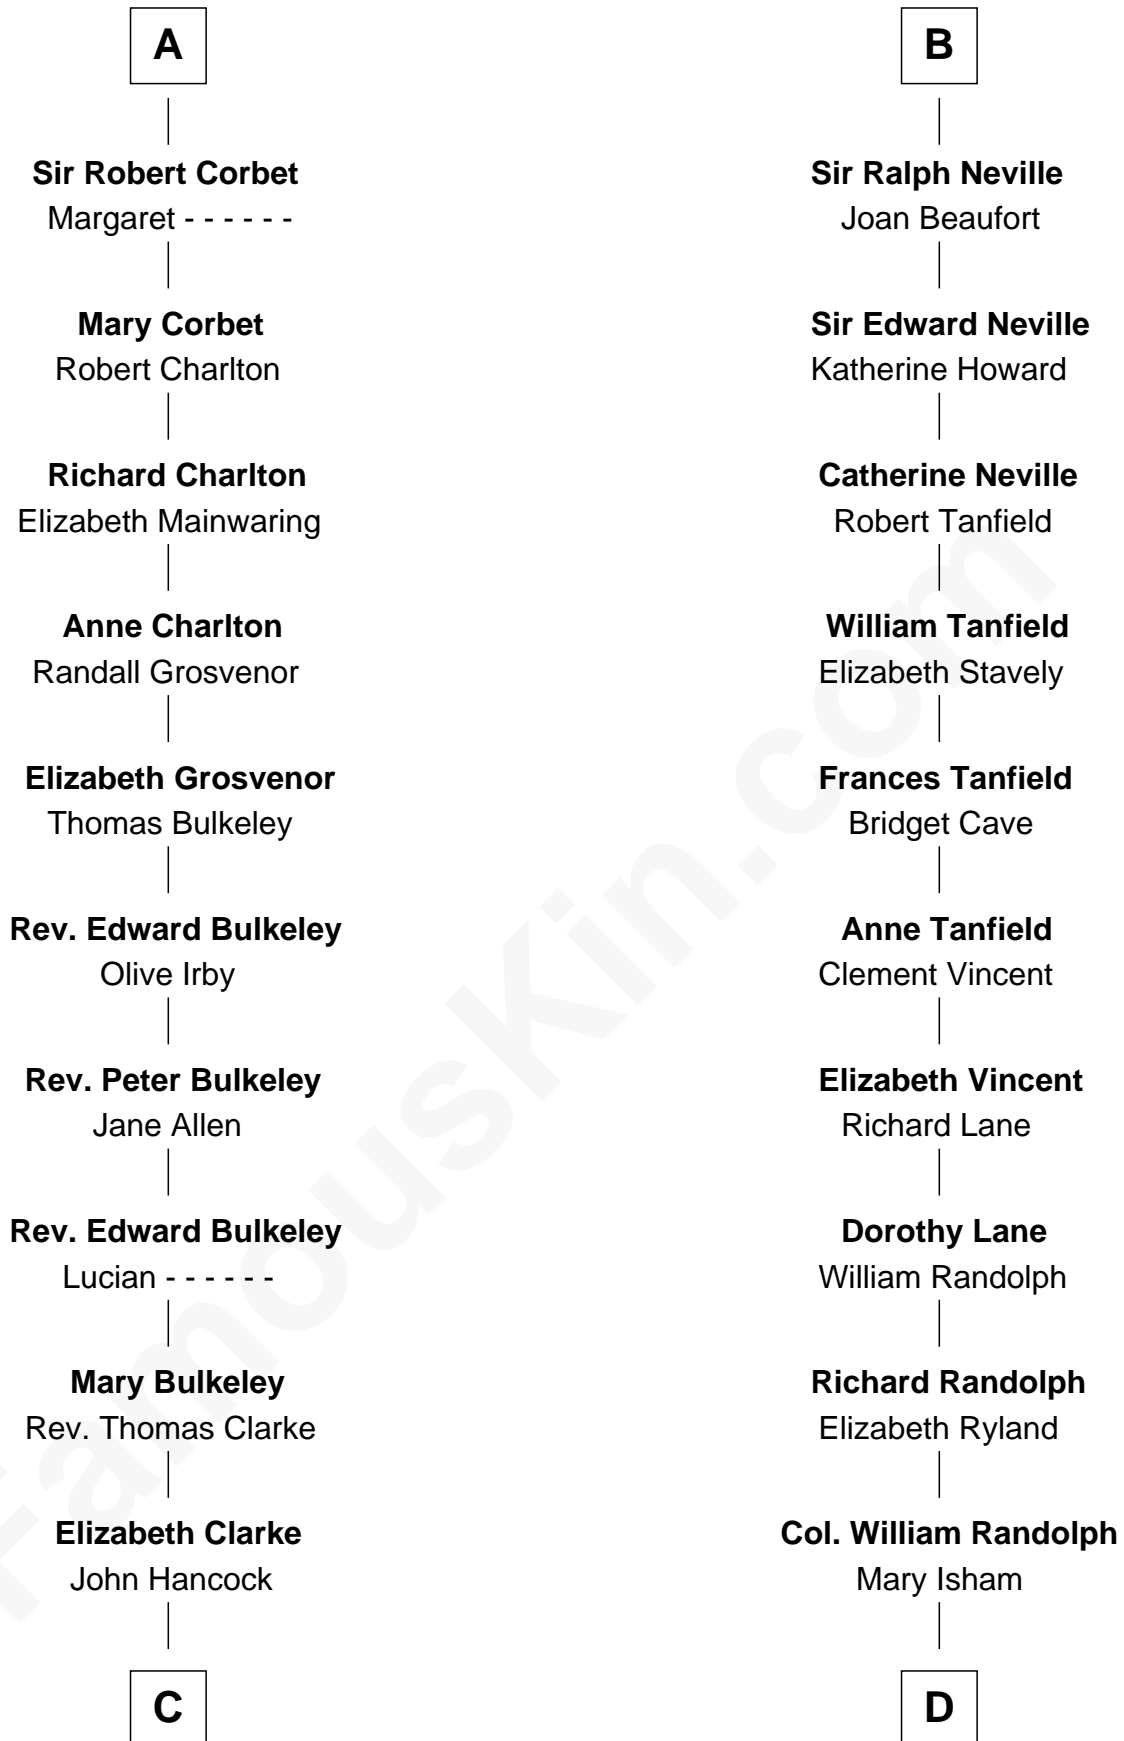 A
Sir Robert Corbet
Margaret - - - - - -
Mary Corbet
Robert Charlton
Richard Charlton
Elizabeth Mainwaring
Anne Charlton
Randall Grosvenor
Elizabeth Grosvenor
Thomas Bulkeley
Rev. Edward Bulkeley
Olive Irby
Rev. Peter Bulkeley
Jane Allen
Rev. Edward Bulkeley
Lucian - - - - - -
Mary Bulkeley
Rev. Thomas Clarke
Elizabeth Clarke
John Hancock
C
B
Sir Ralph Neville
Joan Beaufort
Sir Edward Neville
Katherine Howard
Catherine Neville
Robert Tanfield
William Tanfield
Elizabeth Stavely
Frances Tanfield
Bridget Cave
Anne Tanfield
Clement Vincent
Elizabeth Vincent
Richard Lane
Dorothy Lane
William Randolph
Richard Randolph
Elizabeth Ryland
Col. William Randolph
Mary Isham
D
FamousKin.com